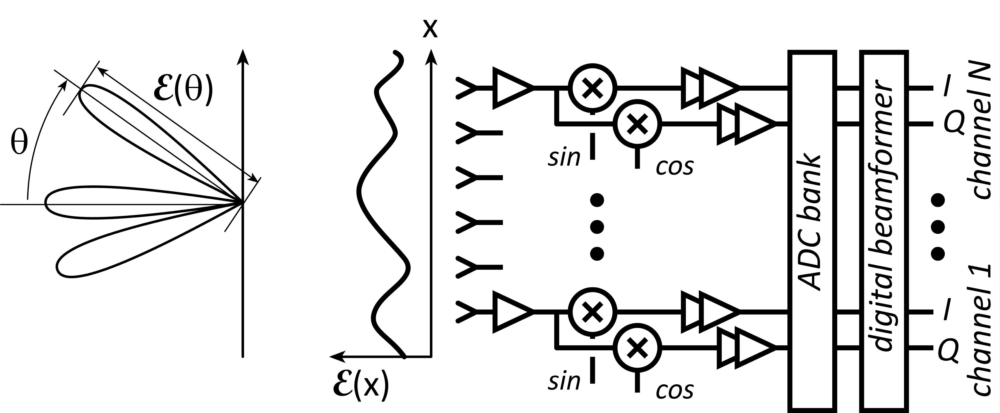 θ
ℰ(θ)
x
ℰ(x)
sin
cos
sin
cos
ADC bank
digital beamformer
I
Q
channel N
I
Q
channel 1